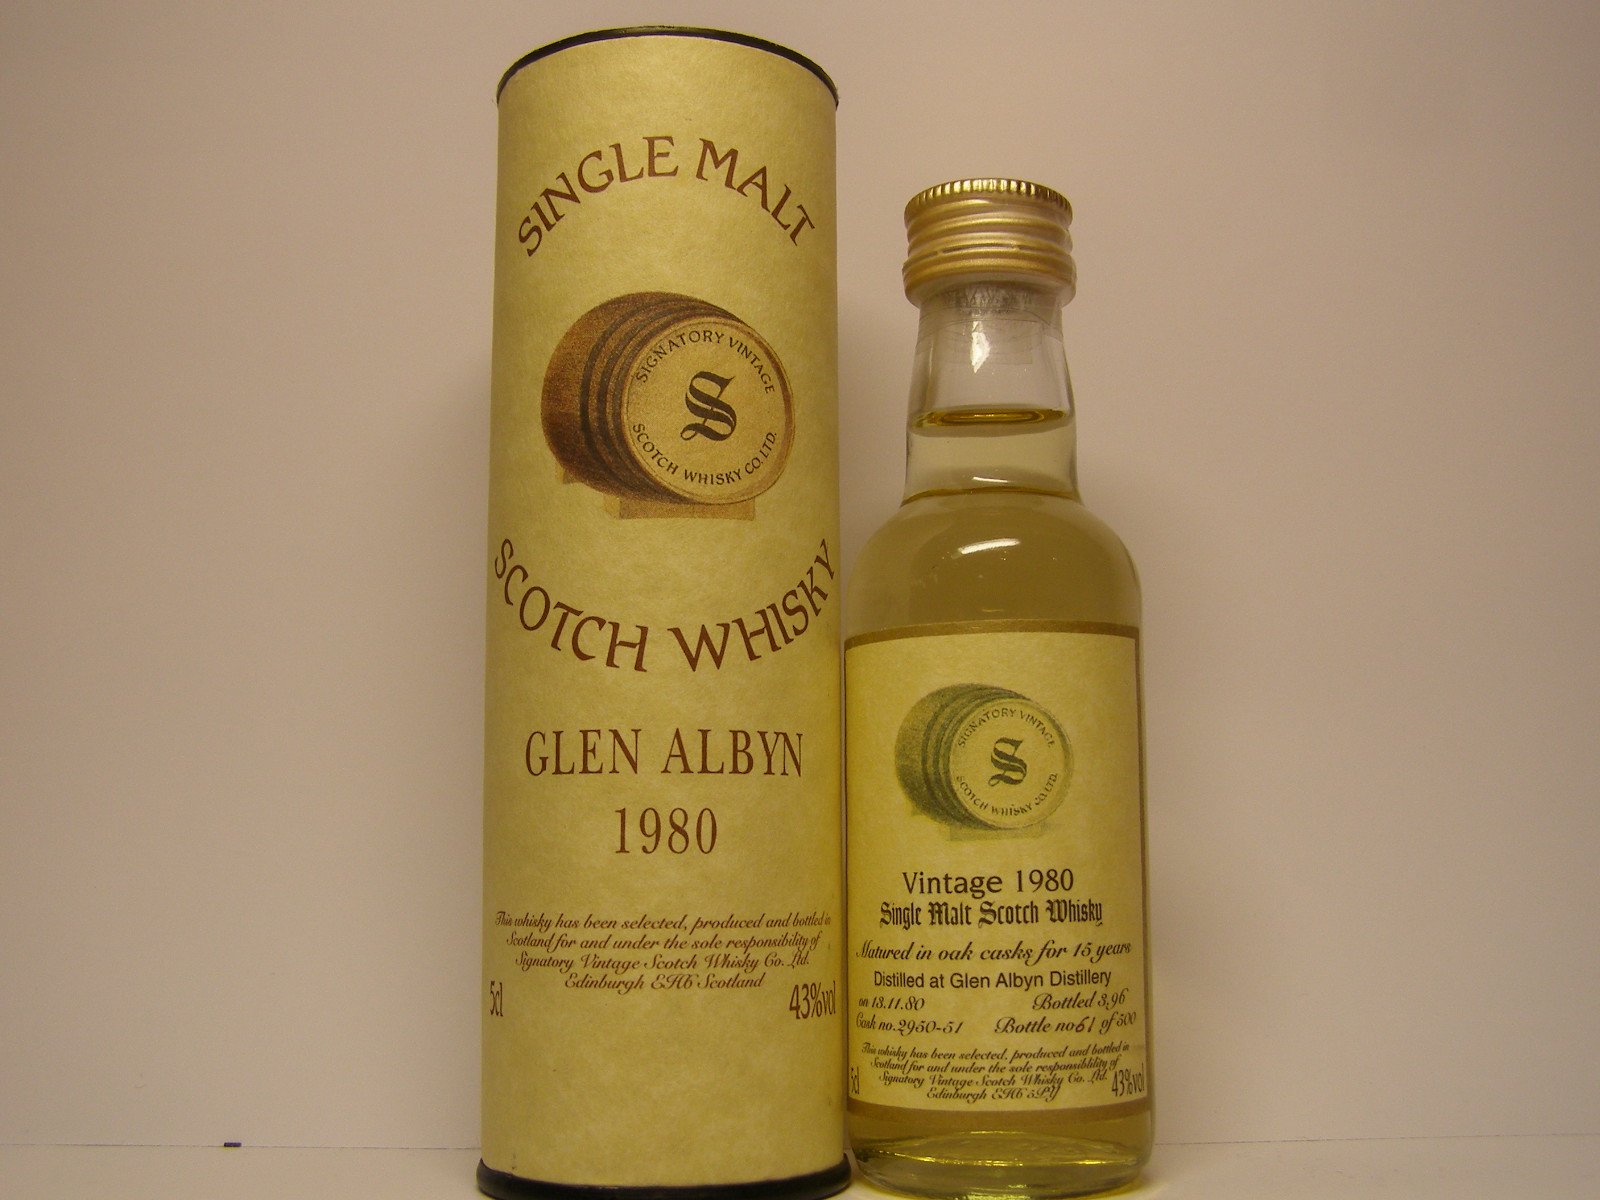 SINGLE MALT
SIGNATORY VINTAGE
S
SCOTCH WHISKY CO. LTD.
SCOTCH WHISKY
GLEN ALBYN
1980
This whisky has been selected, produced and bottled in
Scotland for and under the sole responsibility of
Signatory Vintage Scotch Whisky Co. Ltd.
Edinburgh EH6 Scotland
5cl 43%vol
SIGNATORY VINTAGE
S
SCOTCH WHISKY CO. LTD.
Vintage 1980
Single Malt Scotch Whisky
Matured in oak casks for 15 years
Distilled at Glen Albyn Distillery
on 13.11.80 Bottled 3.96
Cask no. 2950-51 Bottle no 61 of 500
This whisky has been selected, produced and bottled in
Scotland for and under the sole responsiblility of
Signatory Vintage Scotch Whisky Co. Ltd.
Edinburgh EH6 5PY
5cl 43%vol